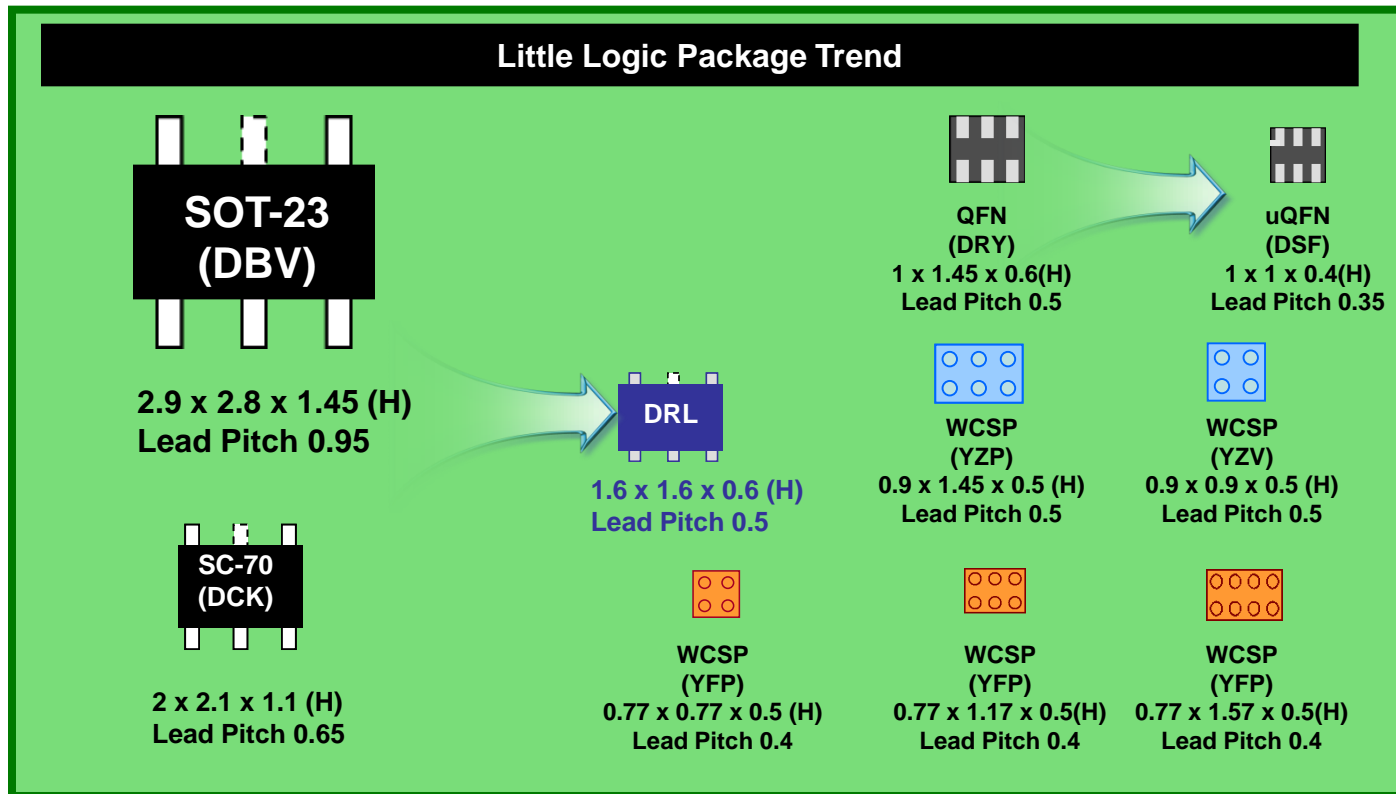 Little Logic Package Trend
SOT-23
(DBV)
2.9 x 2.8 x 1.45 (H)
Lead Pitch 0.95
SC-70
(DCK)
2 x 2.1 x 1.1 (H)
Lead Pitch 0.65
DRL
1.6 x 1.6 x 0.6 (H)
Lead Pitch 0.5
QFN
(DRY)
1 x 1.45 x 0.6(H)
Lead Pitch 0.5
uQFN
(DSF)
1 x 1 x 0.4(H)
Lead Pitch 0.35
WCSP
(YZP)
0.9 x 1.45 x 0.5 (H)
Lead Pitch 0.5
WCSP
(YZV)
0.9 x 0.9 x 0.5 (H)
Lead Pitch 0.5
WCSP
(YFP)
0.77 x 0.77 x 0.5 (H)
Lead Pitch 0.4
WCSP
(YFP)
0.77 x 1.17 x 0.5(H)
Lead Pitch 0.4
WCSP
(YFP)
0.77 x 1.57 x 0.5(H)
Lead Pitch 0.4